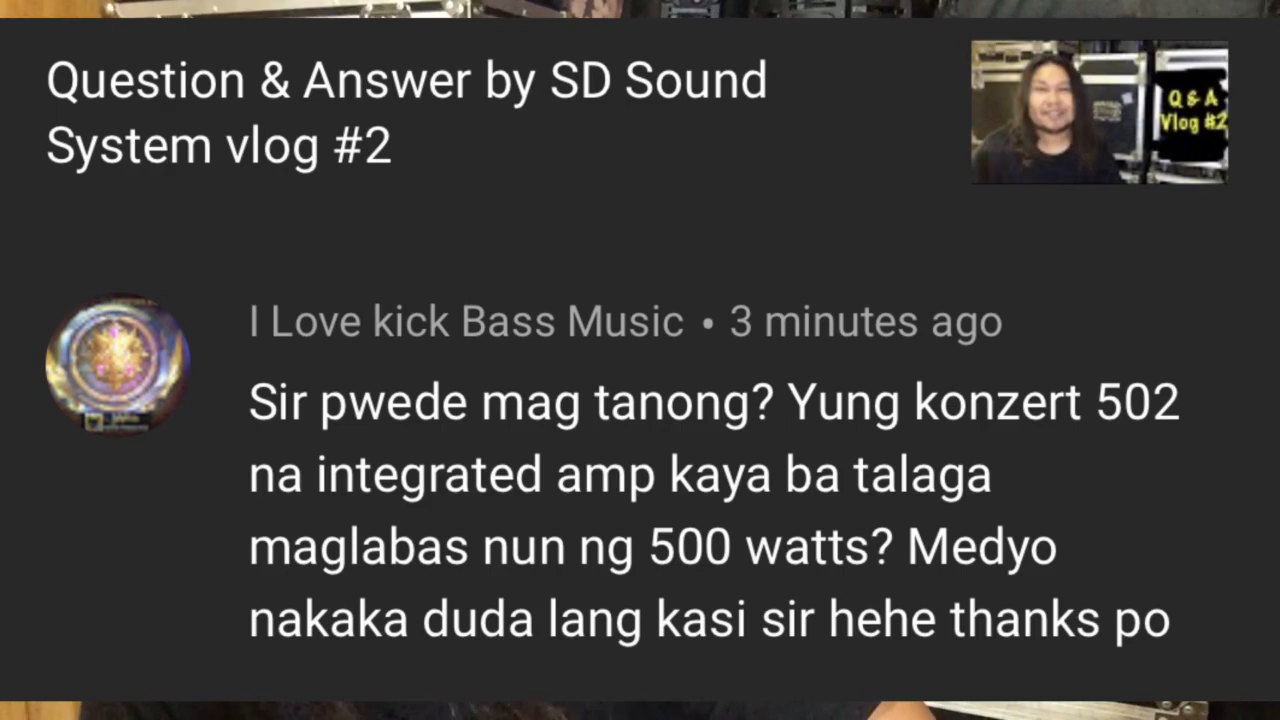 Question & Answer by SD Sound
System vlog #2
Q & A
Vlog #2
I Love kick Bass Music • 3 minutes ago
Sir pwede mag tanong? Yung konzert 502
na integrated amp kaya ba talaga
maglabas nun ng 500 watts? Medyo
nakaka duda lang kasi sir hehe thanks po